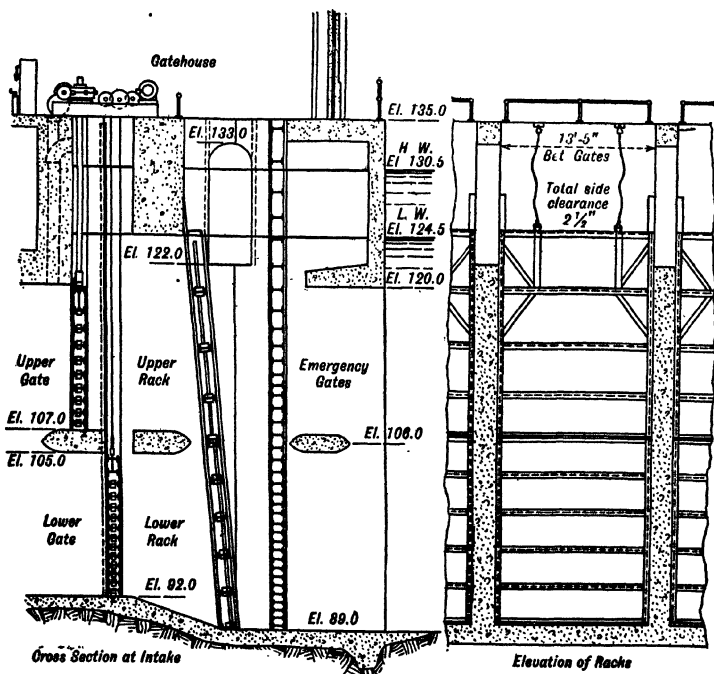 Gatehouse
El. 135.0
El. 133.0
H. W.
El 130.5
13'-5"
Bet Gates
Total side
clearance
2 1/2"
L. W.
El. 124.5
El. 122.0
El. 120.0
Upper
Gate
Upper
Rack
Emergency
Gates
El. 107.0
El. 106.0
El. 105.0
Lower
Gate
Lower
Rack
El. 92.0
El. 89.0
Cross Section at Intake
Elevation of Racks